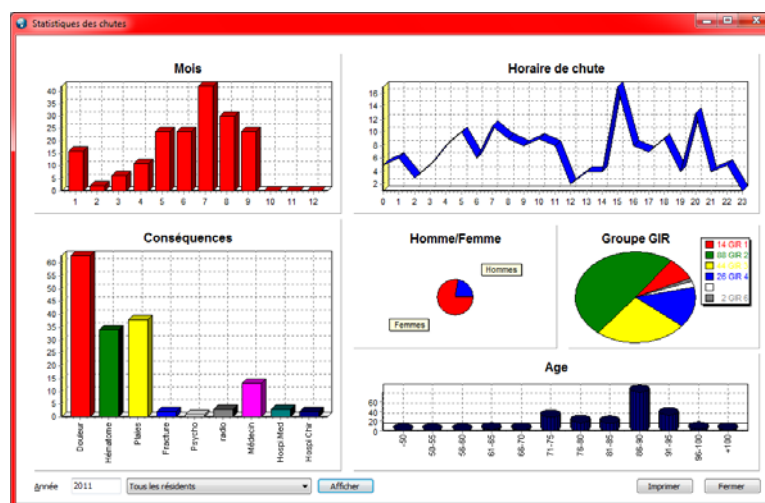 Statistiques des chutes
Mois
40
35
30
25
20
15
10
5
0
1 2 3 4 5 6 7 8 9 10 11 12
Horaire de chute
16
14
12
10
8
6
4
2
0 1 2 3 4 5 6 7 8 9 10 11 12 13 14 15 16 17 18 19 20 21 22 23
Conséquences
60
55
50
45
40
35
30
25
20
15
10
5
0
Douleur Hématome Plaies Fracture Psycho radio Médecin Hospi.Med Hospi Chir
Homme/Femme
Hommes
Femmes
Groupe GIR
14 GIR 1
88 GIR 2
GIR 3
26 GIR 4
2 GIR 6
Age
60
40
20
0
-50 50-55 56-60 61-65 66-70 71-75 76-80 81-85 86-90 91-95 96-100 +100
Année 2011 Tous les résidents Afficher Imprimer Fermer